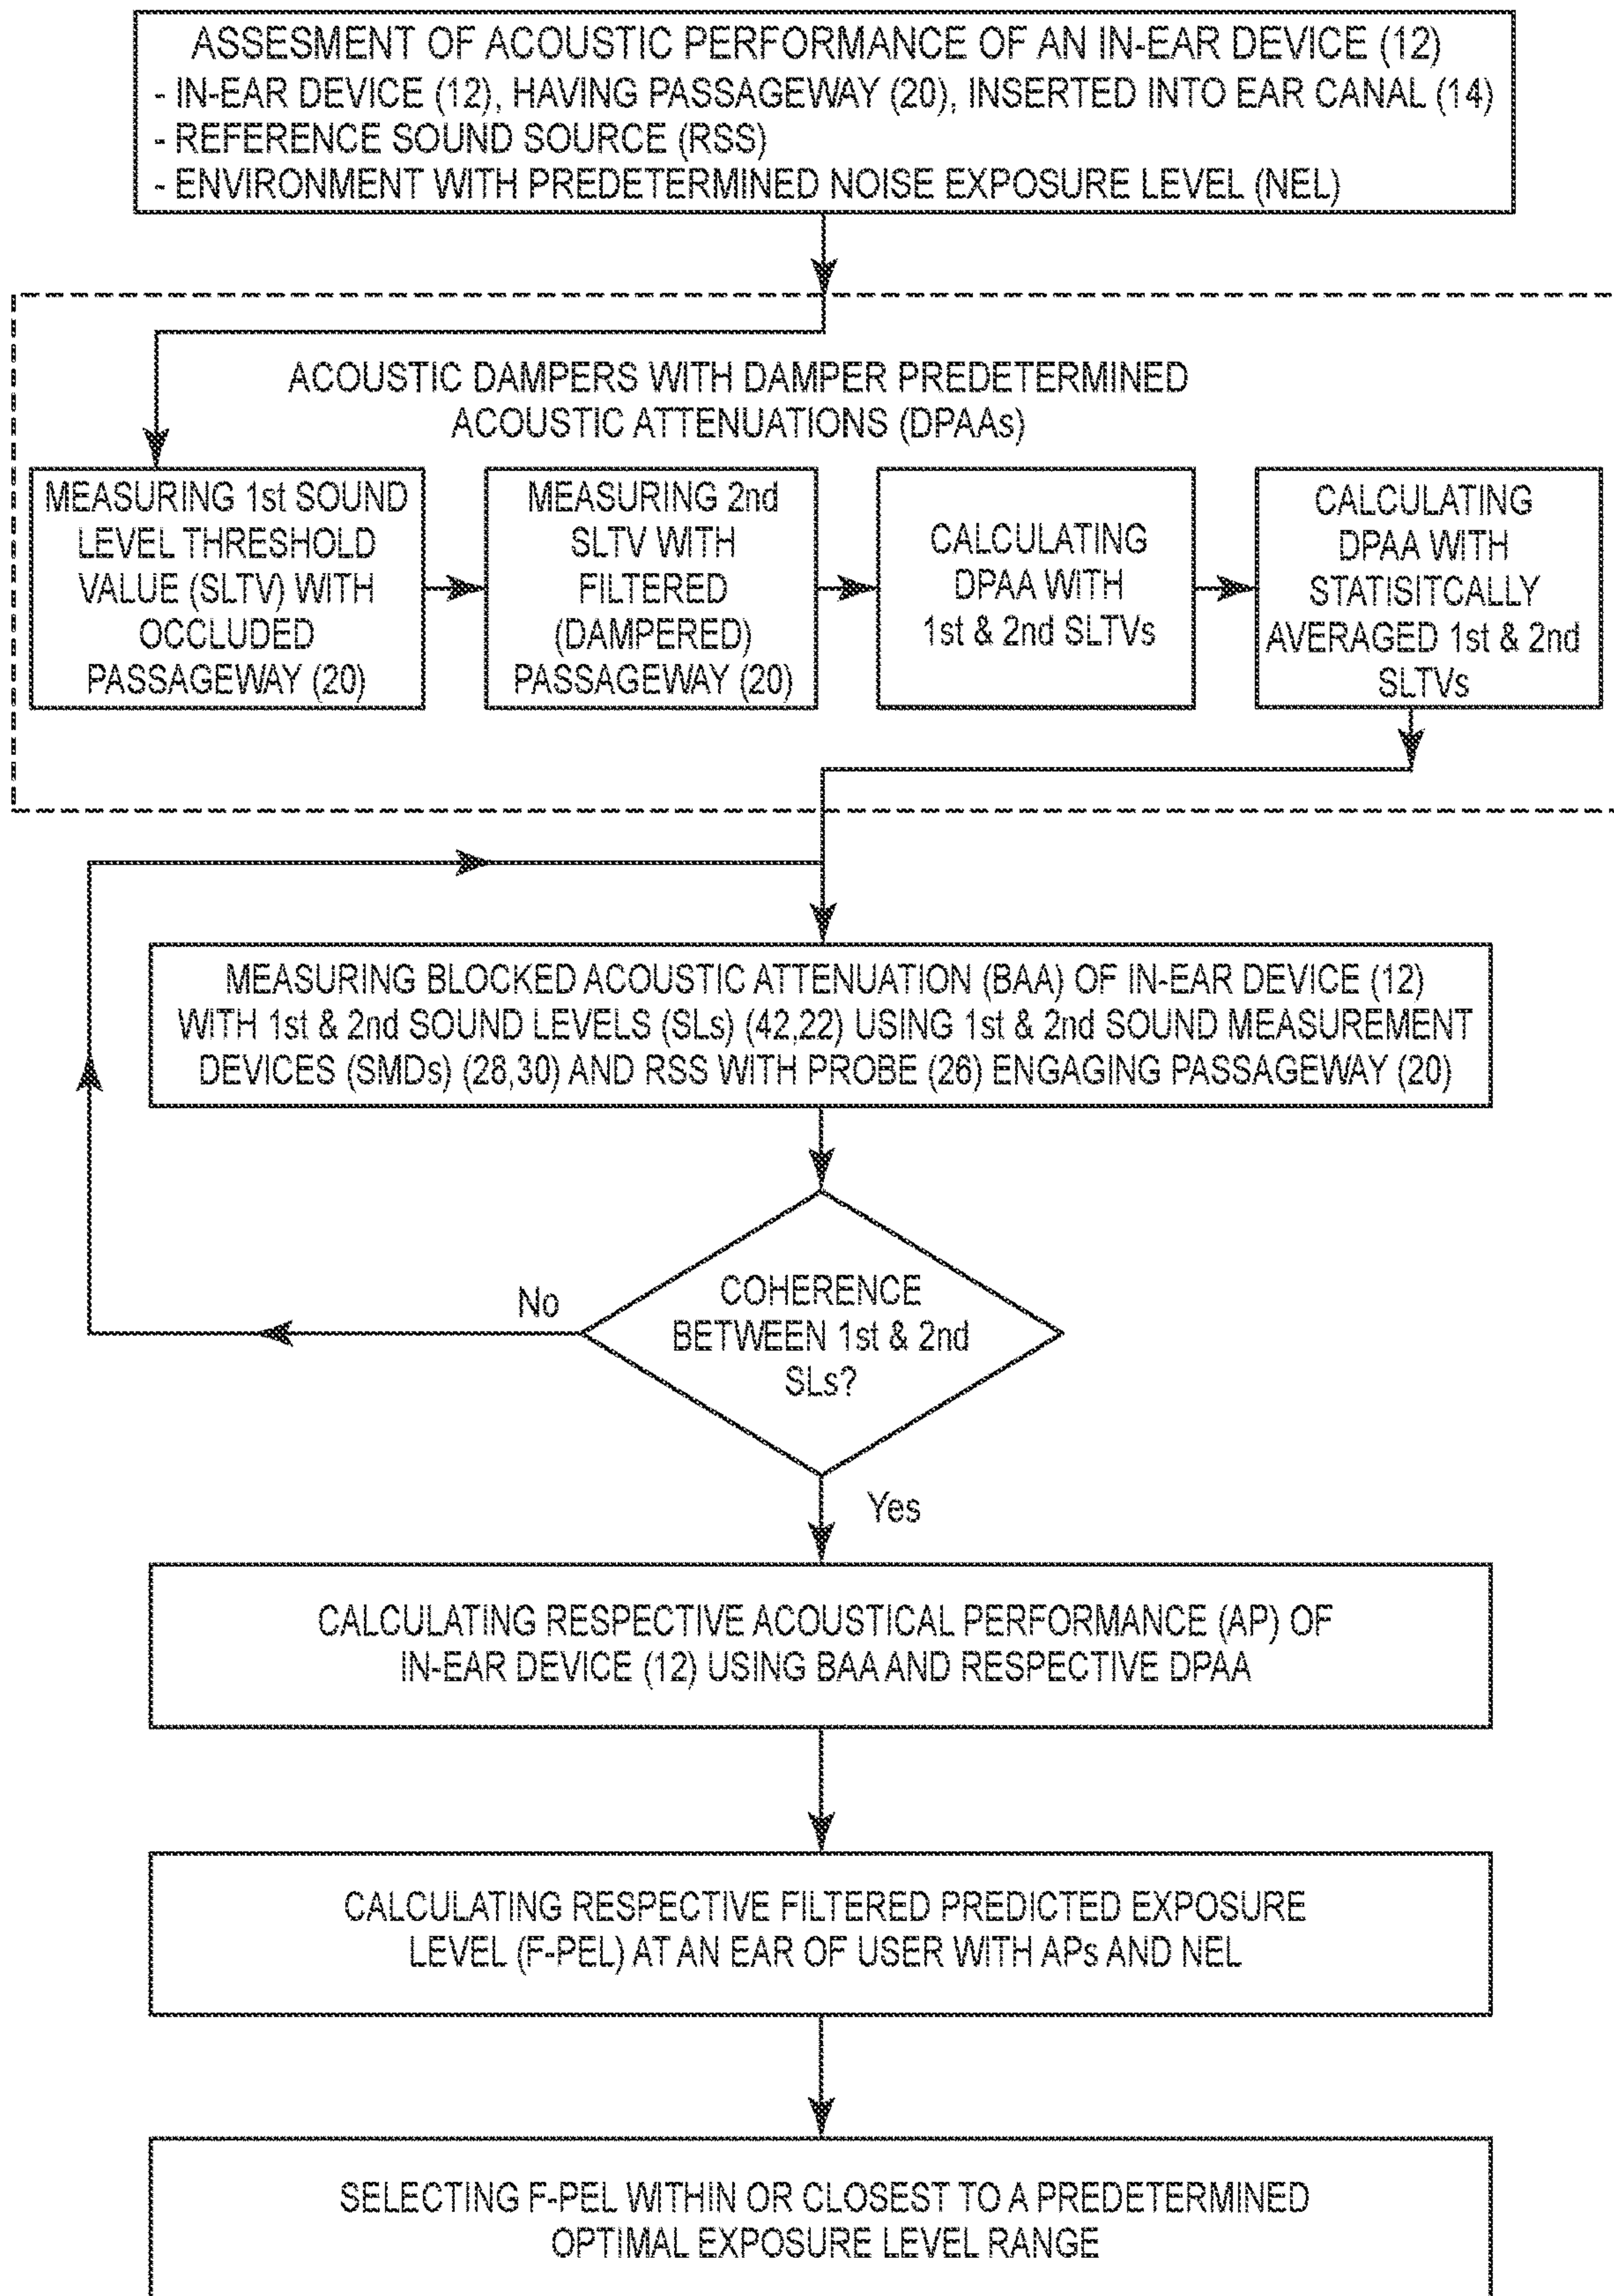 ASSESMENT OF ACOUSTIC PERFORMANCE OF AN IN-EAR DEVICE (12)
- IN-EAR DEVICE (12), HAVING PASSAGEWAY (20), INSERTED INTO EAR CANAL (14)
- REFERENCE SOUND SOURCE (RSS)
- ENVIRONMENT WITH PREDETERMINED NOISE EXPOSURE LEVEL (NEL)
ACOUSTIC DAMPERS WITH DAMPER PREDETERMINED
ACOUSTIC ATTENUATIONS (DPAAs)
MEASURING 1st SOUND
LEVEL THRESHOLD
VALUE (SLTV) WITH
OCCLUDED
PASSAGEWAY (20)
MEASURING 2nd
SLTV WITH
FILTERED
(DAMPERED)
PASSAGEWAY (20)
CALCULATING
DPAA WITH
1st & 2nd SLTVs
CALCULATING
DPAA WITH
STATISITCALLY
AVERAGED 1st & 2nd
SLTVs
MEASURING BLOCKED ACOUSTIC ATTENUATION (BAA) OF IN-EAR DEVICE (12)
WITH 1st & 2nd SOUND LEVELS (SLs) (42,22) USING 1st & 2nd SOUND MEASUREMENT
DEVICES (SMDs) (28,30) AND RSS WITH PROBE (26) ENGAGING PASSAGEWAY (20)
COHERENCE
BETWEEN 1st & 2nd
SLs?
No
Yes
CALCULATING RESPECTIVE ACOUSTICAL PERFORMANCE (AP) OF
IN-EAR DEVICE (12) USING BAA AND RESPECTIVE DPAA
CALCULATING RESPECTIVE FILTERED PREDICTED EXPOSURE
LEVEL (F-PEL) AT AN EAR OF USER WITH APs AND NEL
SELECTING F-PEL WITHIN OR CLOSEST TO A PREDETERMINED
OPTIMAL EXPOSURE LEVEL RANGE